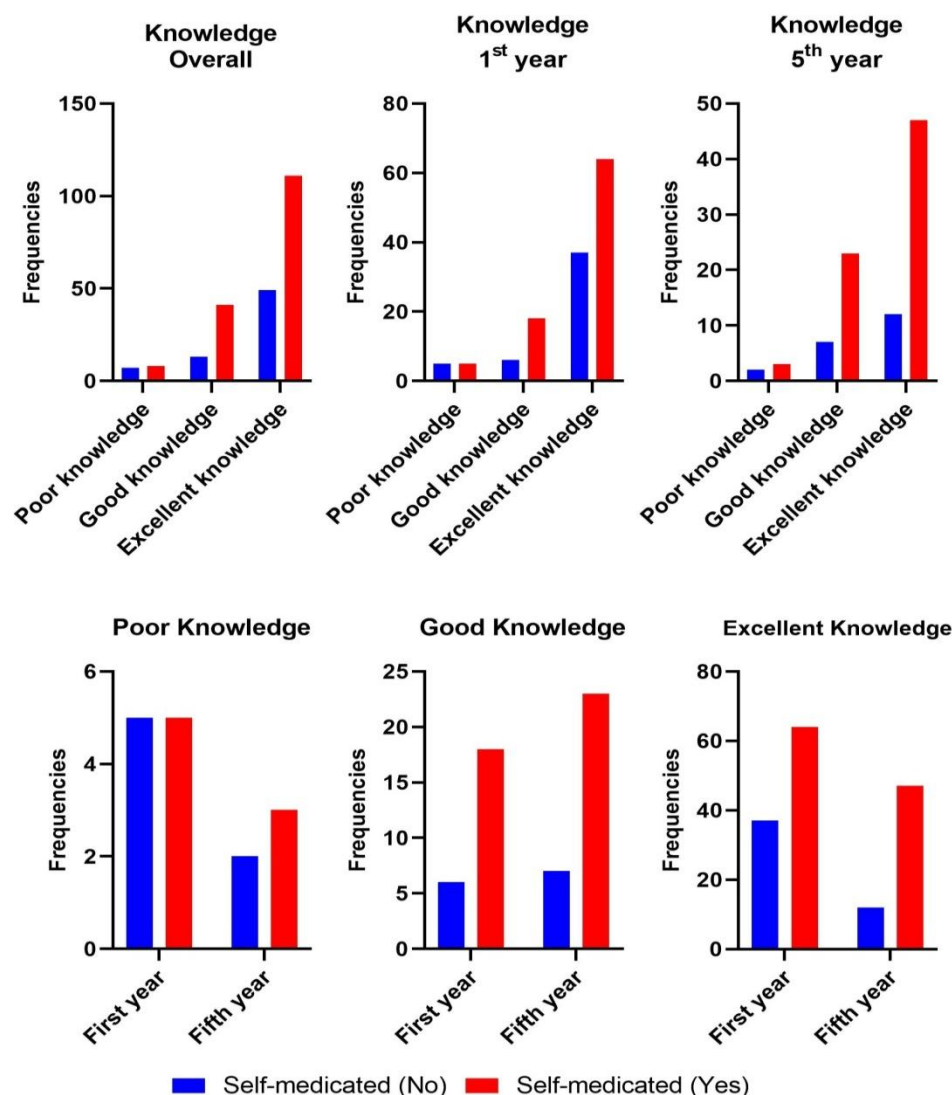 Knowledge
Overall
Frequencies
150
100
50
0
Poor knowledge
Good knowledge
Excellent knowledge
Knowledge
1st year
Frequencies
80
60
40
20
0
Poor knowledge
Good knowledge
Excellent knowledge
Knowledge
5th year
Frequencies
50
40
30
20
10
0
Poor knowledge
Good knowledge
Excellent knowledge
Poor Knowledge
Frequencies
6
4
2
0
First year
Fifth year
Good Knowledge
Frequencies
25
20
15
10
5
0
First year
Fifth year
Excellent Knowledge
Frequencies
80
60
40
20
0
First year
Fifth year
Self-medicated (No) Self-medicated (Yes)